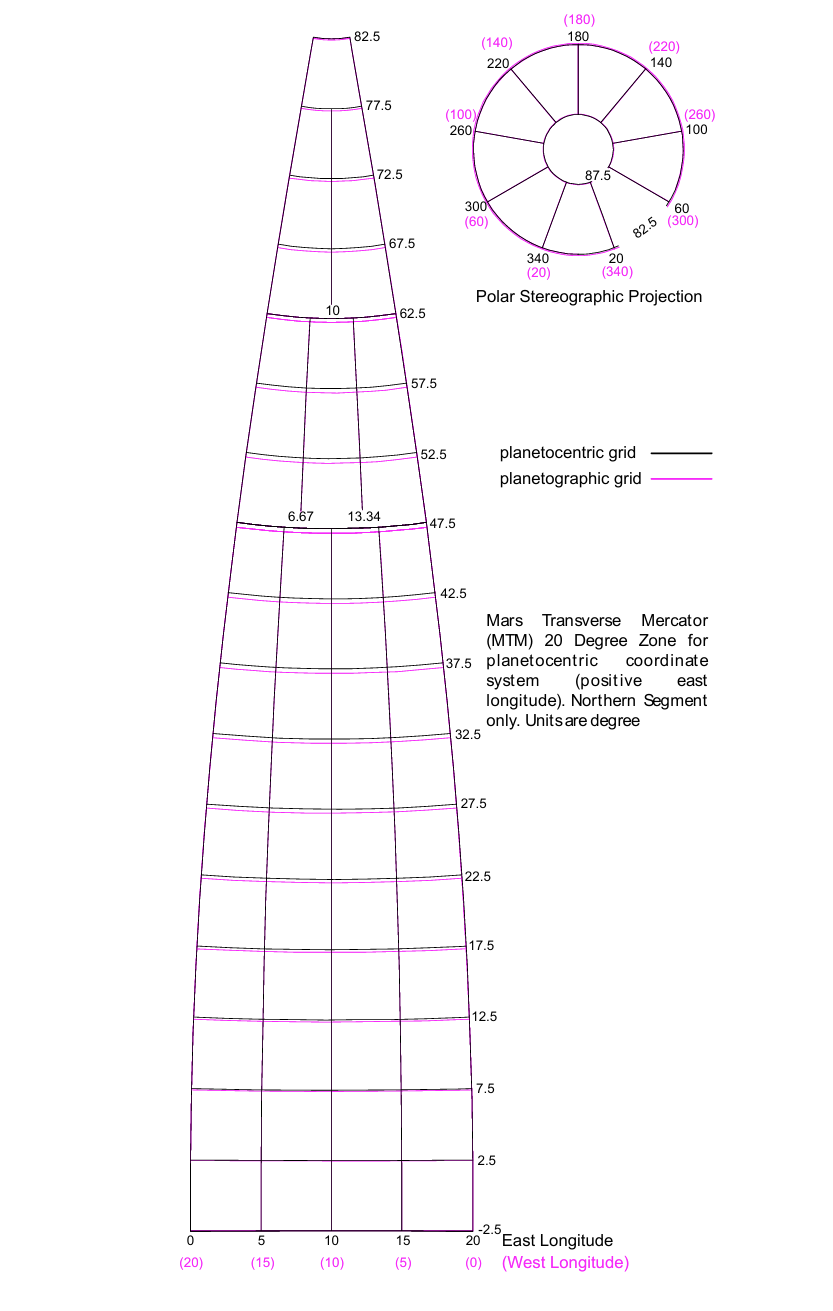 82.5
77.5
72.5
67.5
10
62.5
57.5
52.5
6.67 13.34
47.5
42.5
37.5
32.5
27.5
22.5
17.5
12.5
7.5
2.5
-2.5
0 5 10 15 20 East Longitude
(20) (15) (10) (5) (0) (West Longitude)
(180)
180
(140) (220)
220 140
(100) (260)
260 100
87.5
300 60
(60) (300)
82.5
340 20
(20) (340)
Polar Stereographic Projection
planetocentric grid
planetographic grid
Mars Transverse Mercator
(MTM) 20 Degree Zone for
planetocentric coordinate
system (positive east
longitude). Northern Segment
only. Units are degree